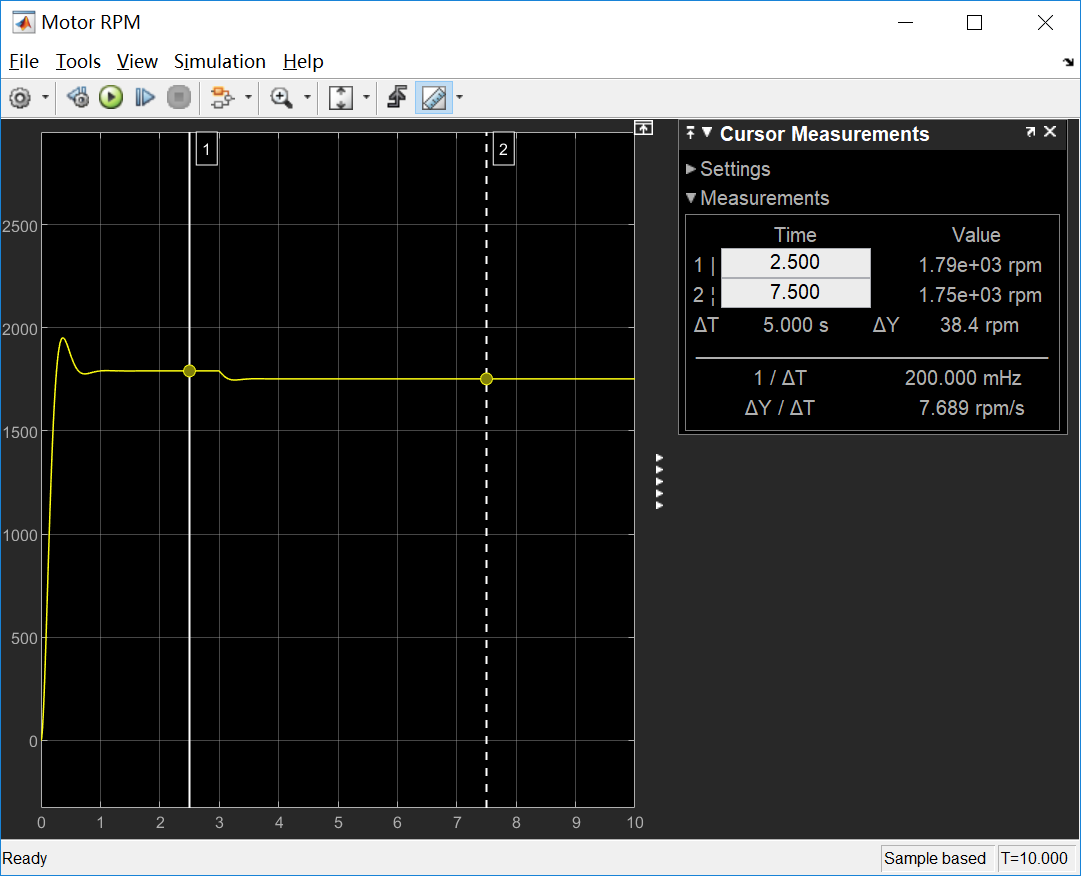 Motor RPM
File Tools View Simulation Help
1
2
2500
2000
1500
1000
500
0
0 1 2 3 4 5 6 7 8 9 10
Cursor Measurements
Settings
Measurements
Time Value
1 | 2.500 1.79e+03 rpm
2 ¦ 7.500 1.75e+03 rpm
ΔT 5.000 s ΔY 38.4 rpm
1 / ΔT 200.000 mHz
ΔY / ΔT 7.689 rpm/s
Ready Sample based T=10.000